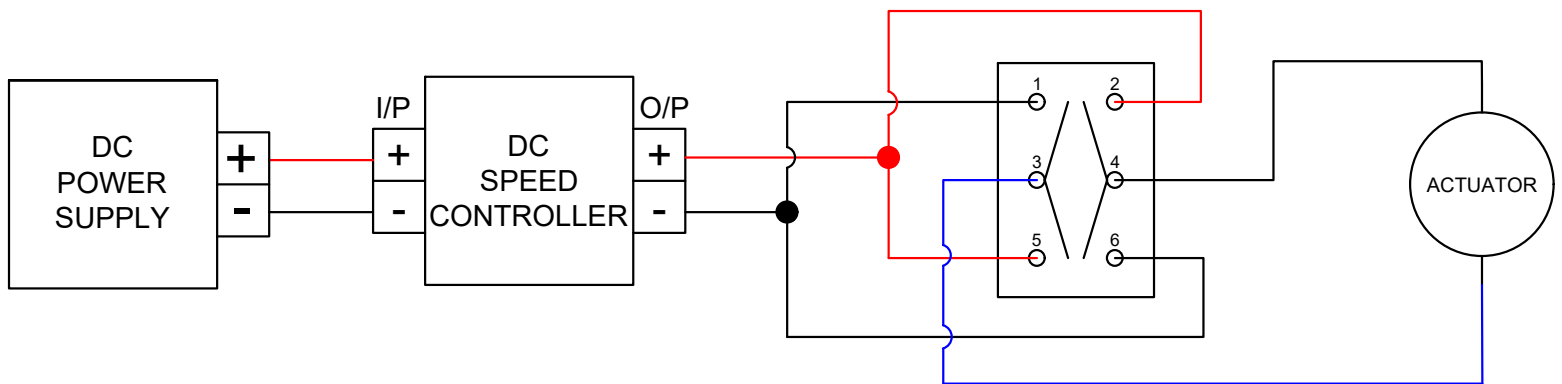 DC
POWER
SUPPLY
+
-
I/P
+
-
DC
SPEED
CONTROLLER
O/P
+
-
1
2
3
4
5
6
ACTUATOR